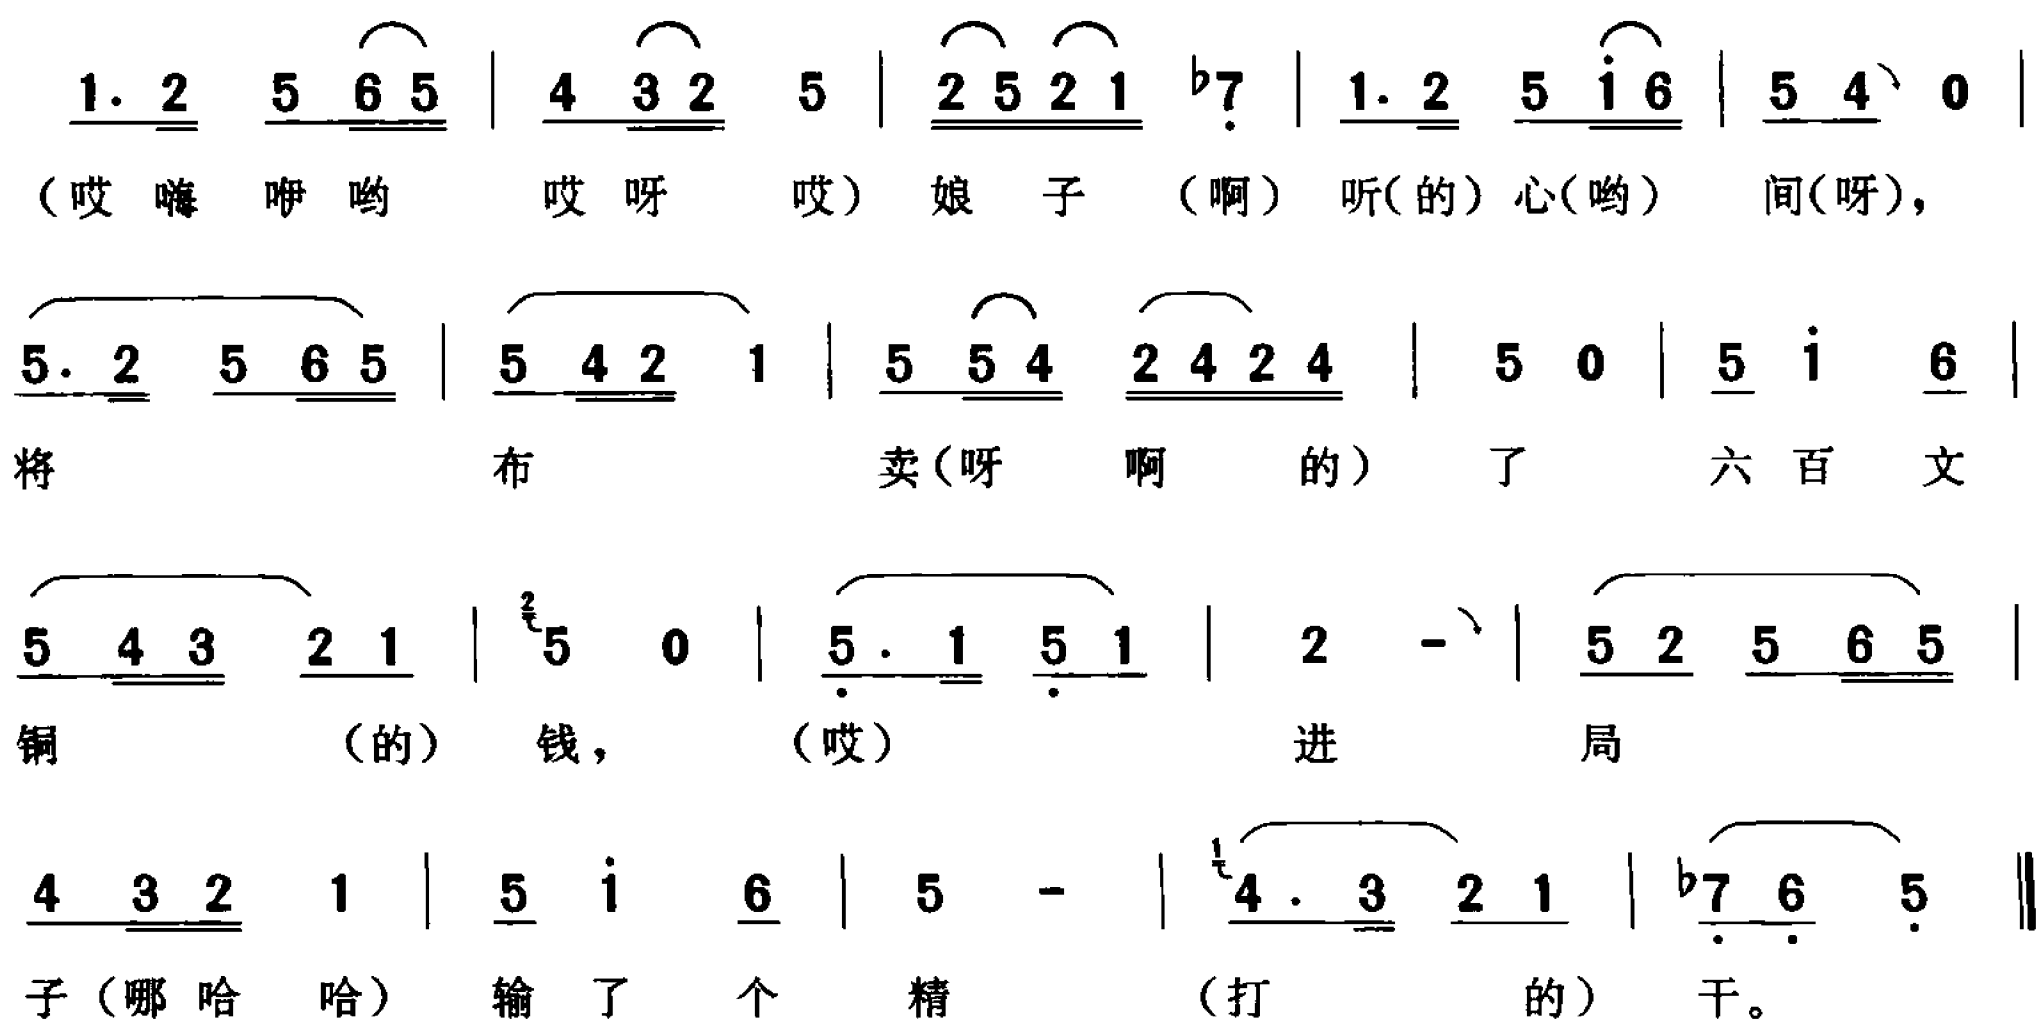 1. 2 5 6 5 | 4 3 2 5 | 2 5 2 1 ♭7 | 1. 2 5 i 6 | 5 4 0 |
(哎 嗨 咿 哟 哎 呀 哎) 娘 子 (啊) 听(的)心(哟) 间(呀),
5. 2 5 6 5 | 5 4 2 1 | 5 5 4 2 4 2 4 | 5 0 | 5 i 6 |
将 布 卖(呀 啊 的) 了 六 百 文
5 4 3 2 1 | 2 5 0 | 5. 1 5 1 | 2 - | 5 2 5 6 5 |
铜 (的) 钱, (哎) 进 局
4 3 2 1 | 5 i 6 | 5 - | 1 4. 3 2 1 | ♭7 6 5 ‖
子(哪 哈 哈) 输 了 个 精 (打 的) 干。